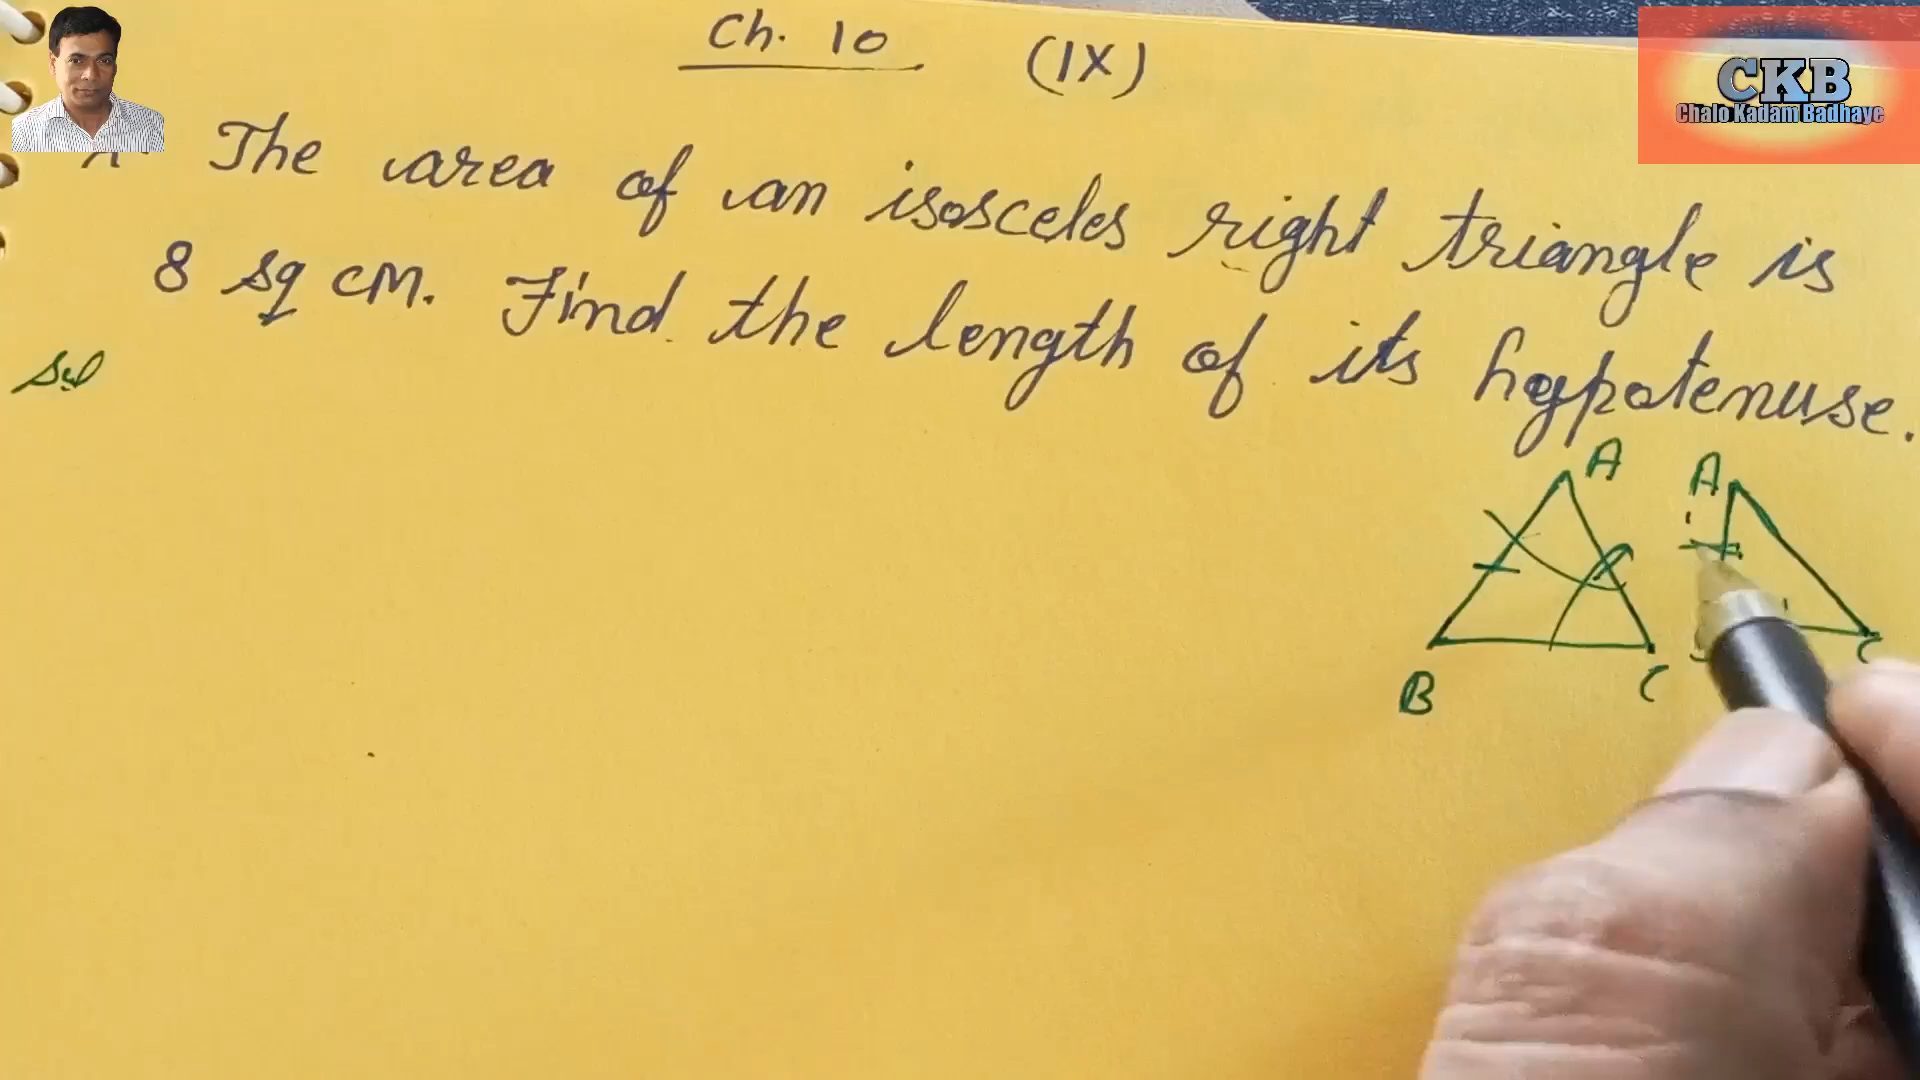 Ch. 10 (IX)
CKB
Chalo Kadam Badhaye
The area of an isosceles right triangle is
8 sq cm. Find the length of its hypotenuse.
Sol
A A
B C C